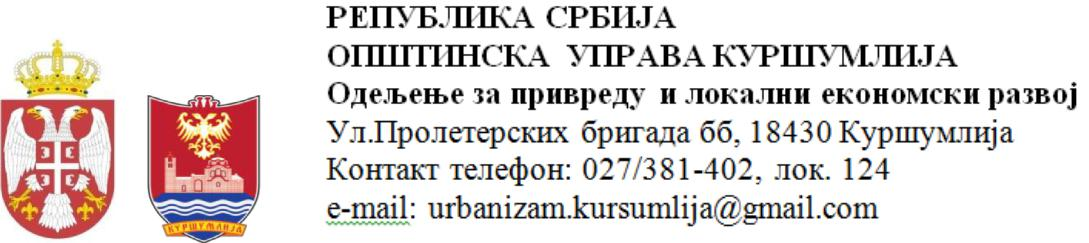 РЕПУБЛИКА СРБИЈА
ОПШТИНСКА УПРАВА КУРШУМЛИЈА
Одељење за привреду и локални економски развој
Ул.Пролетерских бригада бб, 18430 Куршумлија
Контакт телефон: 027/381-402, лок. 124
e-mail: urbanizam.kursumlija@gmail.com
КУРШУМЛИЈА